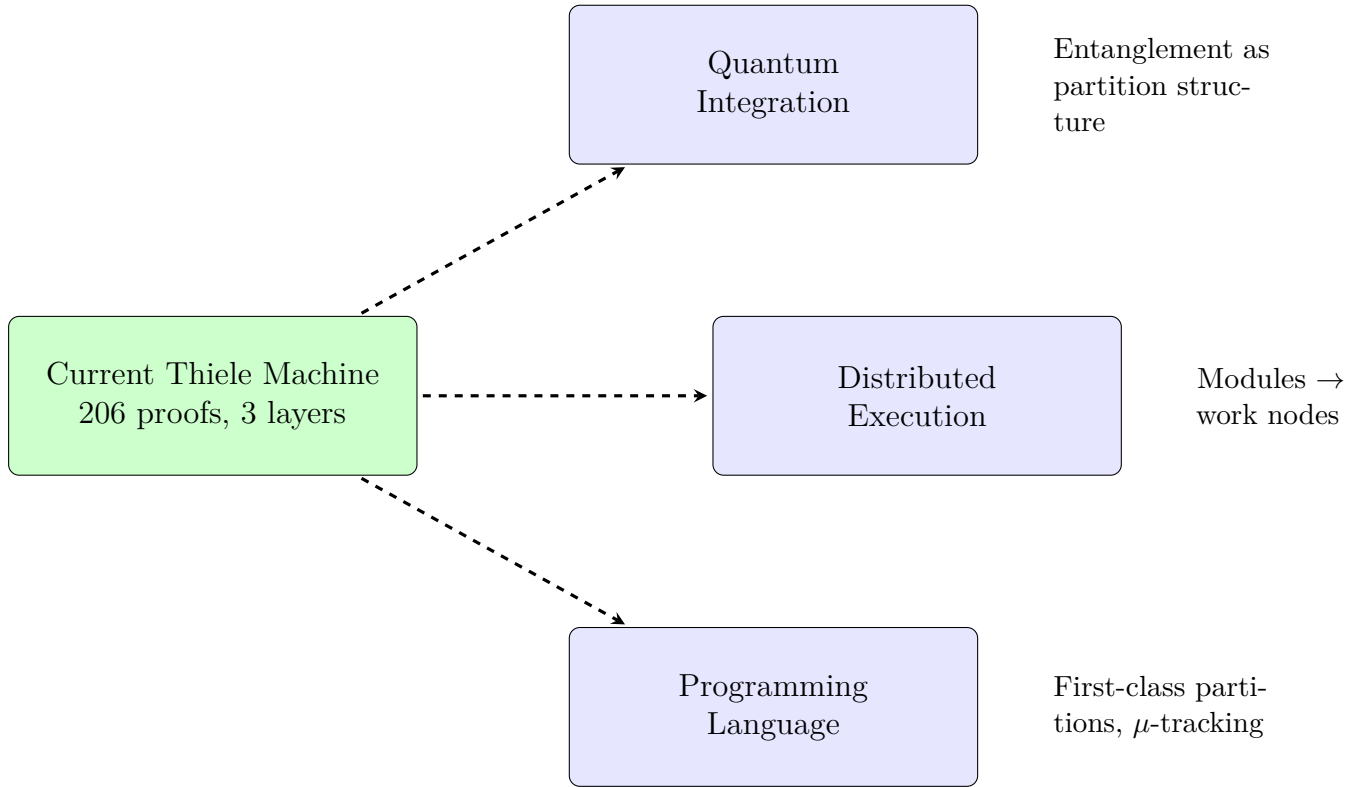 Quantum
Integration
Entanglement as
partition struc-
ture
Current Thiele Machine
206 proofs, 3 layers
Distributed
Execution
Modules →
work nodes
Programming
Language
First-class parti-
tions, μ-tracking